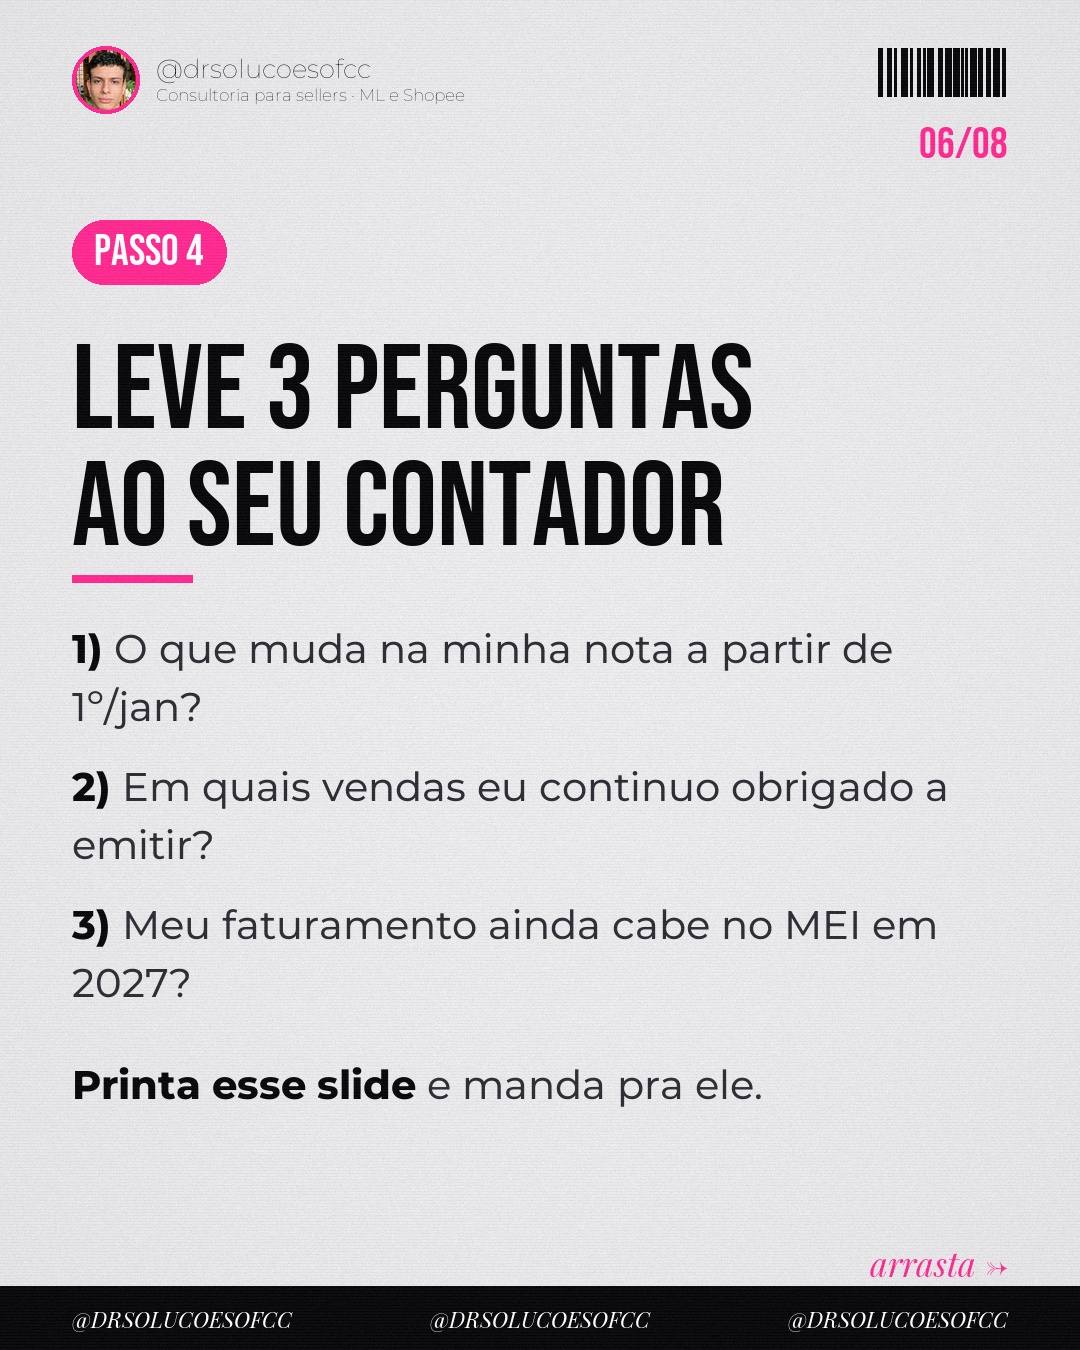 @drsolucoesofcc
Consultoria para sellers · ML e Shopee
06/08
PASSO 4
LEVE 3 PERGUNTAS
AO SEU CONTADOR
1) O que muda na minha nota a partir de
1º/jan?
2) Em quais vendas eu continuo obrigado a
emitir?
3) Meu faturamento ainda cabe no MEI em
2027?
Printa esse slide e manda pra ele.
arrasta ➳
@DRSOLUCOESOFCC @DRSOLUCOESOFCC @DRSOLUCOESOFCC